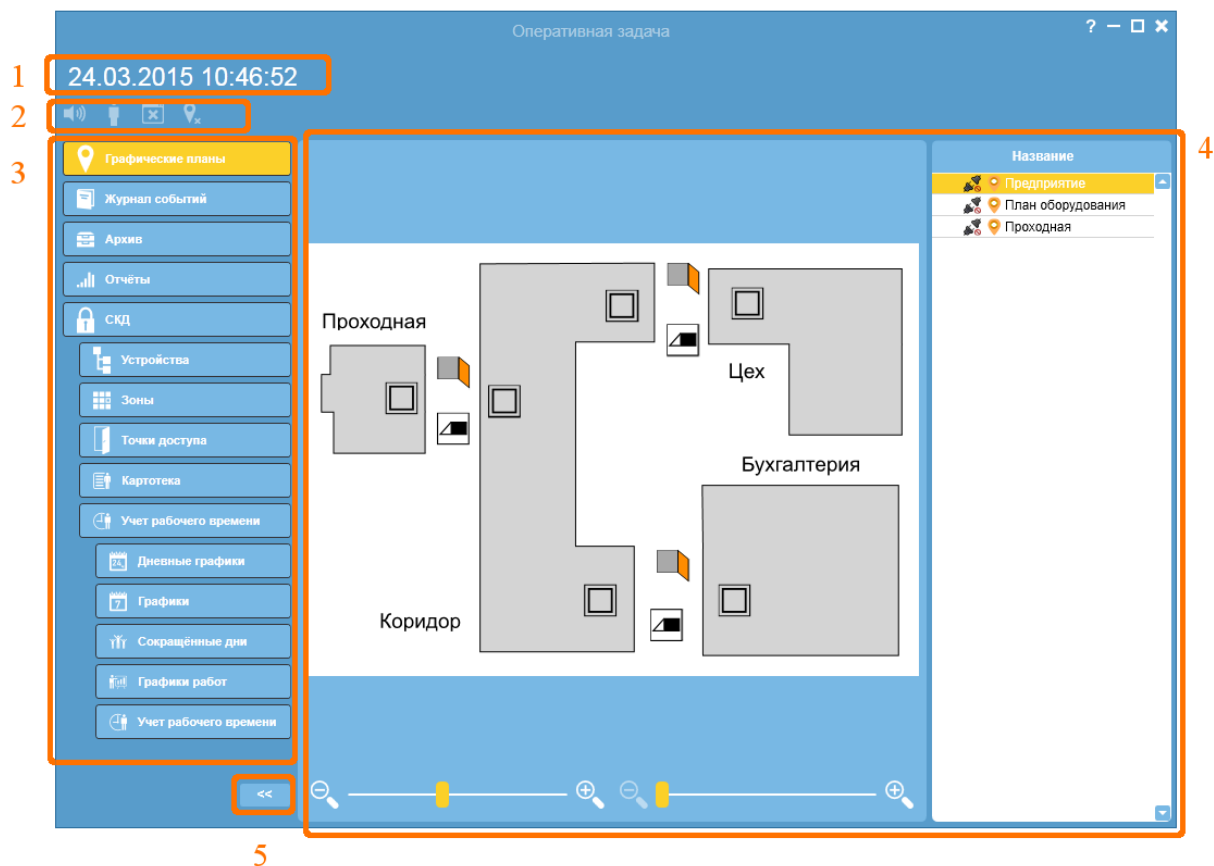 Оперативная задача
? — □ ×
1
24.03.2015 10:46:52
2
3
4
Графические планы
Журнал событий
Архив
Отчёты
СКД
Устройства
Зоны
Точки доступа
Картотека
Учет рабочего времени
24
Дневные графики
7
Графики
Сокращённые дни
Графики работ
Учет рабочего времени
<<
5
Проходная
Цех
Бухгалтерия
Коридор
Название
Предприятие
План оборудования
Проходная